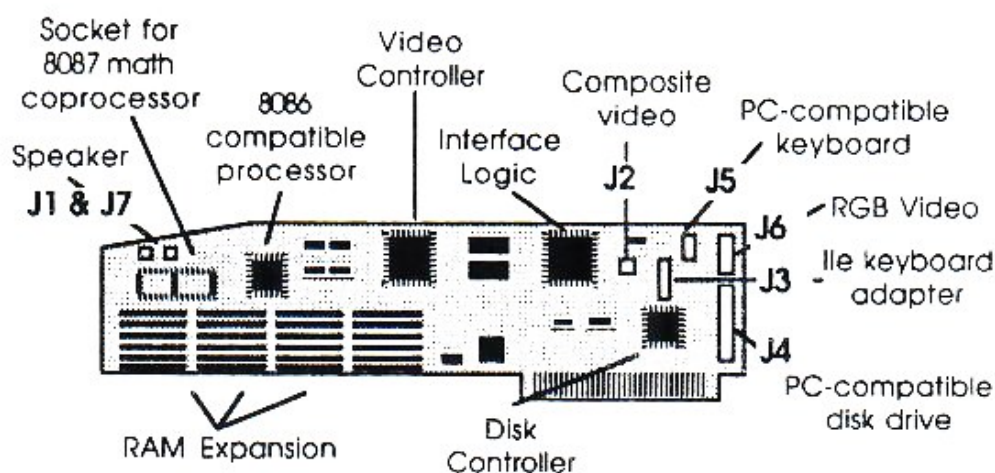 Socket for
8087 math
coprocessor
8086
compatible
processor
Video
Controller
Interface
Logic
Composite
video
J2
PC-compatible
keyboard
J5
Speaker
J1 & J7
J6
RGB Video
J3
IIe keyboard
adapter
J4
PC-compatible
disk drive
RAM Expansion
Disk
Controller